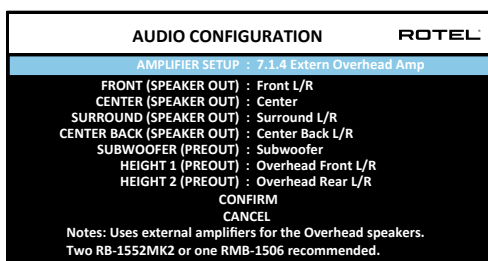 AUDIO CONFIGURATION ROTEL
AMPLIFIER SETUP : 7.1.4 Extern Overhead Amp
FRONT (SPEAKER OUT) : Front L/R
CENTER (SPEAKER OUT) : Center
SURROUND (SPEAKER OUT) : Surround L/R
CENTER BACK (SPEAKER OUT) : Center Back L/R
SUBWOOFER (PREOUT) : Subwoofer
HEIGHT 1 (PREOUT) : Overhead Front L/R
HEIGHT 2 (PREOUT) : Overhead Rear L/R
CONFIRM
CANCEL
Notes: Uses external amplifiers for the Overhead speakers.
Two RB-1552MK2 or one RMB-1506 recommended.